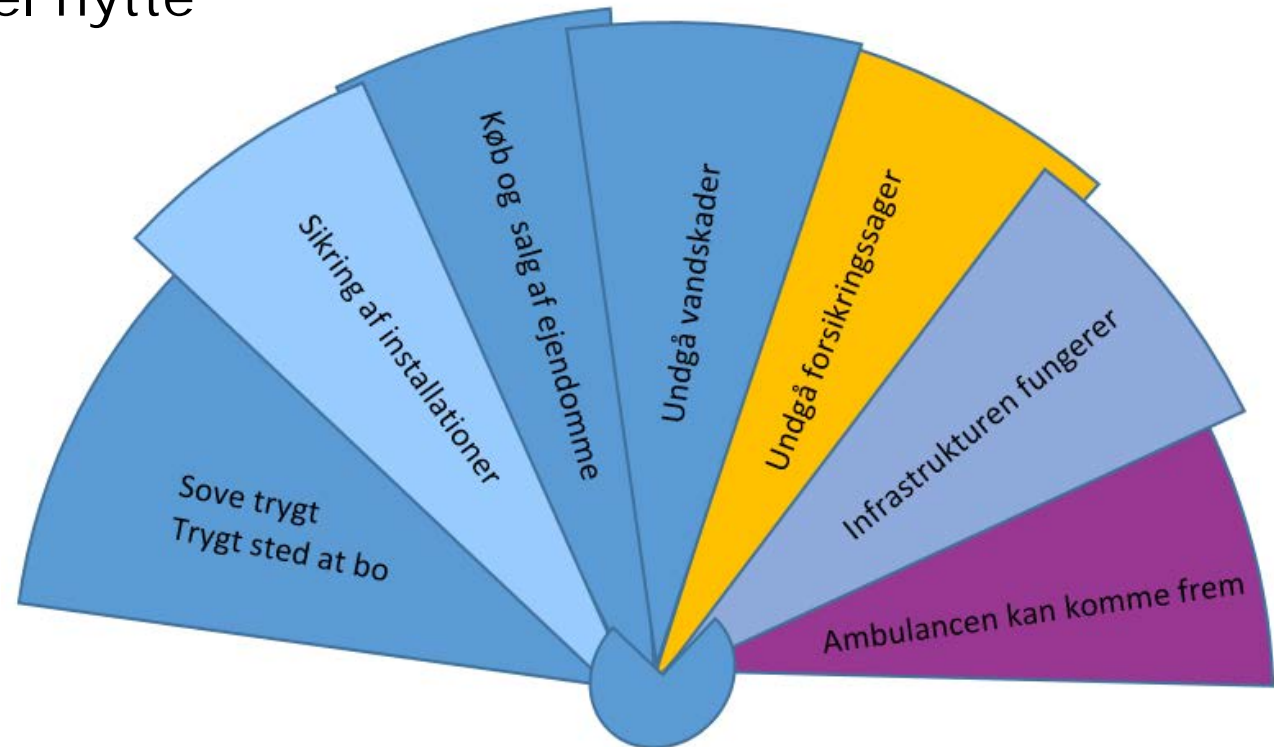 nytte
Sove trygt
Trygt sted at bo
Sikring af installationer
Køb og salg af ejendomme
Undgå vandskader
Undgå forsikringssager
Infrastrukturen fungerer
Ambulancen kan komme frem